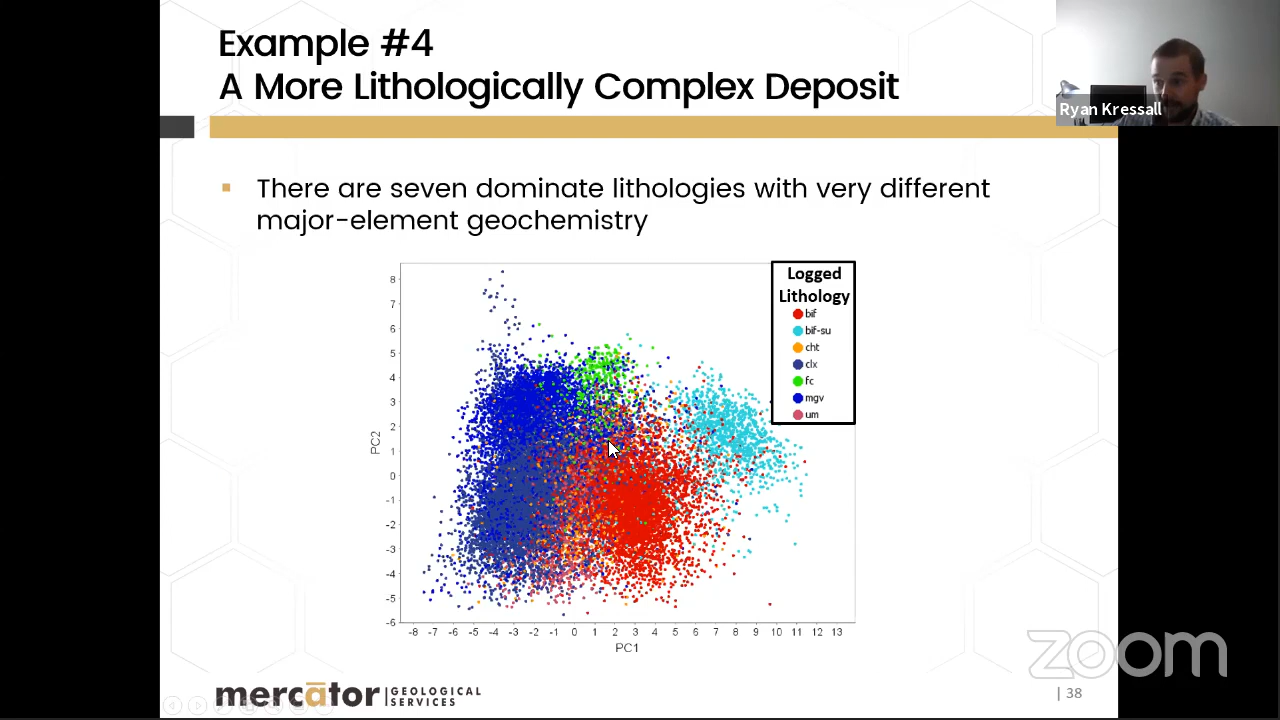 Example #4
A More Lithologically Complex Deposit
Ryan Kressall
There are seven dominate lithologies with very different
major-element geochemistry
Logged
Lithology
bif
bif-su
cht
clx
fc
mgv
um
8
7
6
5
4
3
2
1
0
-1
-2
-3
-4
-5
-6
PC2
-8 -7 -6 -5 -4 -3 -2 -1 0 1 2 3 4 5 6 7 8 9 10 11 12 13
PC1
zoom
mercātor GEOLOGICAL
SERVICES
| 38